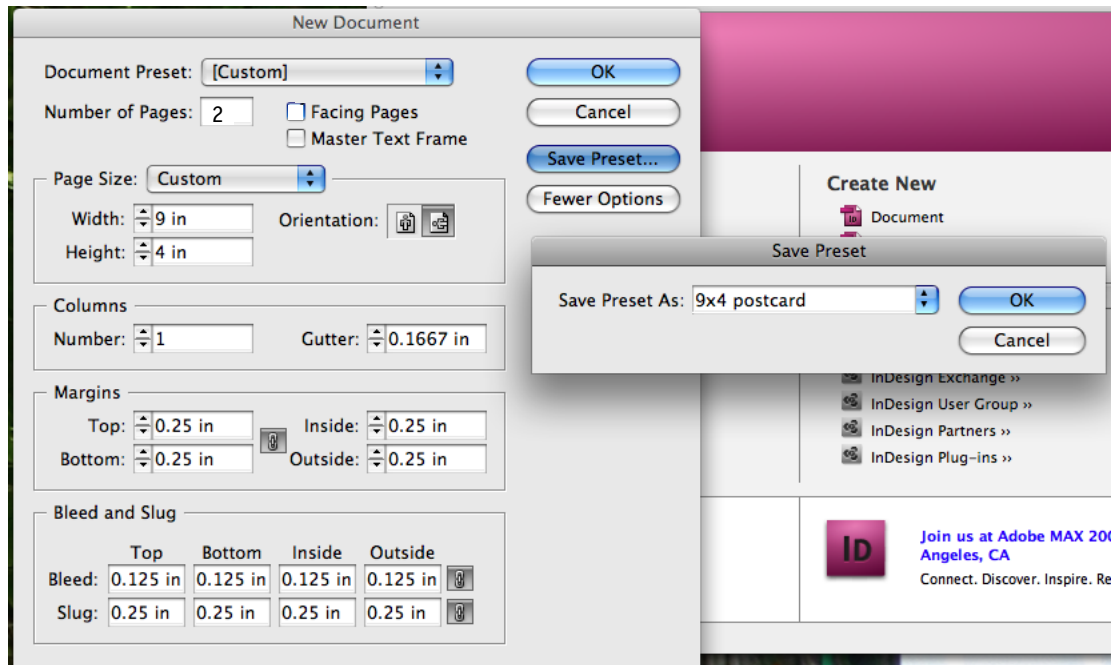 New Document
Document Preset: [Custom]
OK
Number of Pages: 2
Facing Pages
Cancel
Master Text Frame
Save Preset...
Page Size: Custom
Fewer Options
Width: 9 in
Orientation:
Height: 4 in
Columns
Number: 1
Gutter: 0.1667 in
Margins
Top: 0.25 in
Inside: 0.25 in
Bottom: 0.25 in
Outside: 0.25 in
Bleed and Slug
Top Bottom Inside Outside
Bleed: 0.125 in 0.125 in 0.125 in 0.125 in
Slug: 0.25 in 0.25 in 0.25 in 0.25 in
Create New
Document
Save Preset
Save Preset As: 9x4 postcard
OK
Cancel
InDesign Exchange ››
InDesign User Group ››
InDesign Partners ››
InDesign Plug-ins ››
ID
Join us at Adobe MAX 200
Angeles, CA
Connect. Discover. Inspire. Re